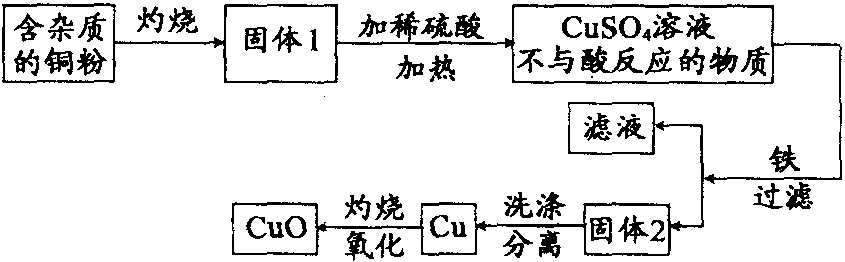 含杂质
的铜粉
灼烧
固体1
加稀硫酸
加热
CuSO₄溶液
不与酸反应的物质
铁
过滤
滤液
固体2
洗涤
分离
Cu
灼烧
氧化
CuO